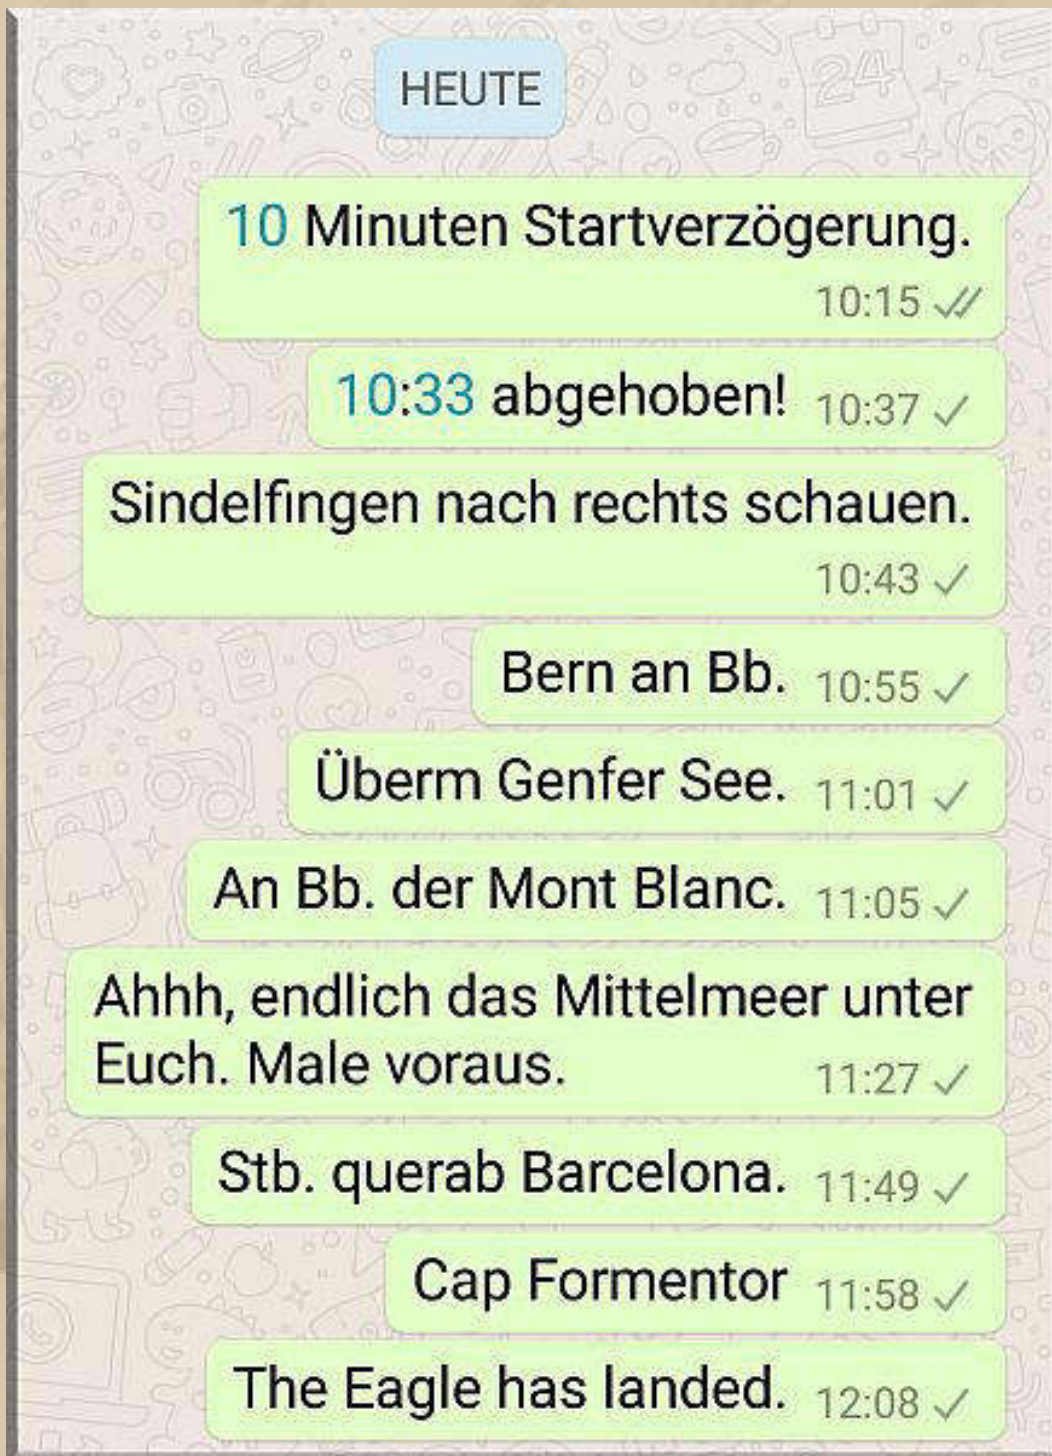 HEUTE
10 Minuten Startverzögerung.
10:15
10:33 abgehoben! 10:37
Sindelfingen nach rechts schauen.
10:43
Bern an Bb. 10:55
Überm Genfer See. 11:01
An Bb. der Mont Blanc. 11:05
Ahhh, endlich das Mittelmeer unter
Euch. Male voraus. 11:27
Stb. querab Barcelona. 11:49
Cap Formentor 11:58
The Eagle has landed. 12:08